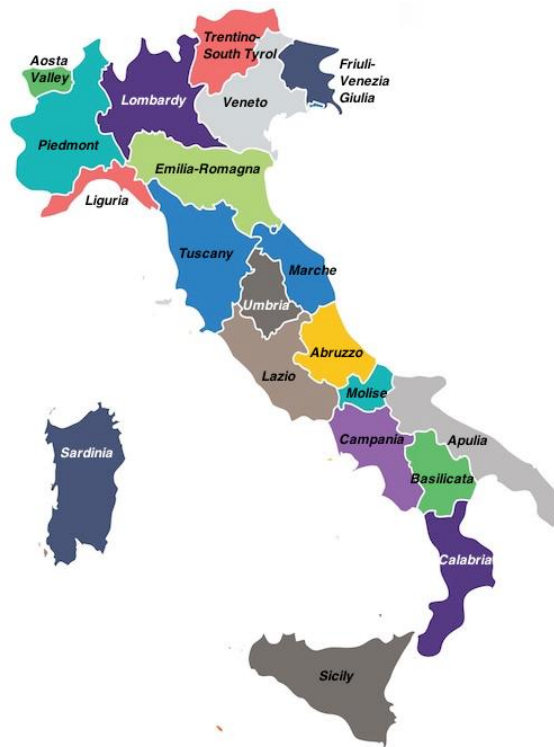 Trentino-
South Tyrol
Aosta
Valley
Friuli-
Venezia
Giulia
Lombardy
Veneto
Piedmont
Emilia-Romagna
Liguria
Tuscany
Marche
Umbria
Abruzzo
Lazio
Molise
Campania
Apulia
Sardinia
Basilicata
Calabria
Sicily